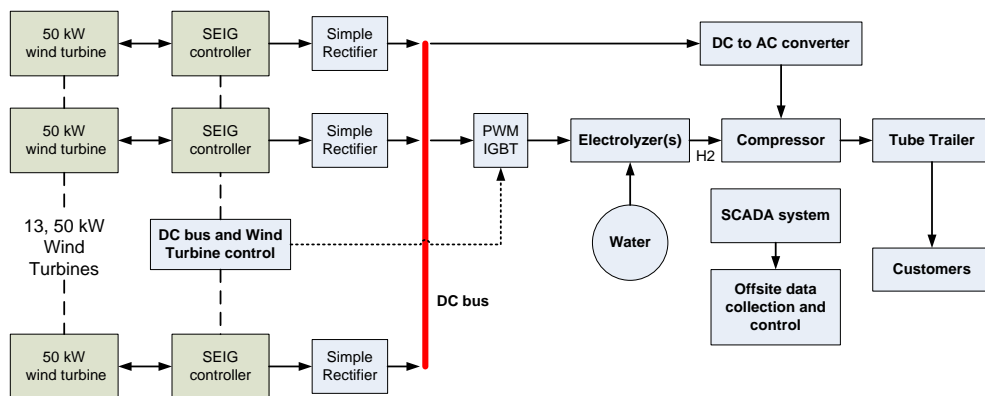 50 kW
wind turbine
SEIG
controller
Simple
Rectifier
DC to AC converter
50 kW
wind turbine
SEIG
controller
Simple
Rectifier
PWM
IGBT
Electrolyzer(s)
H2
Compressor
Tube Trailer
13, 50 kW
Wind
Turbines
DC bus and Wind
Turbine control
Water
SCADA system
Customers
DC bus
Offsite data
collection and
control
50 kW
wind turbine
SEIG
controller
Simple
Rectifier